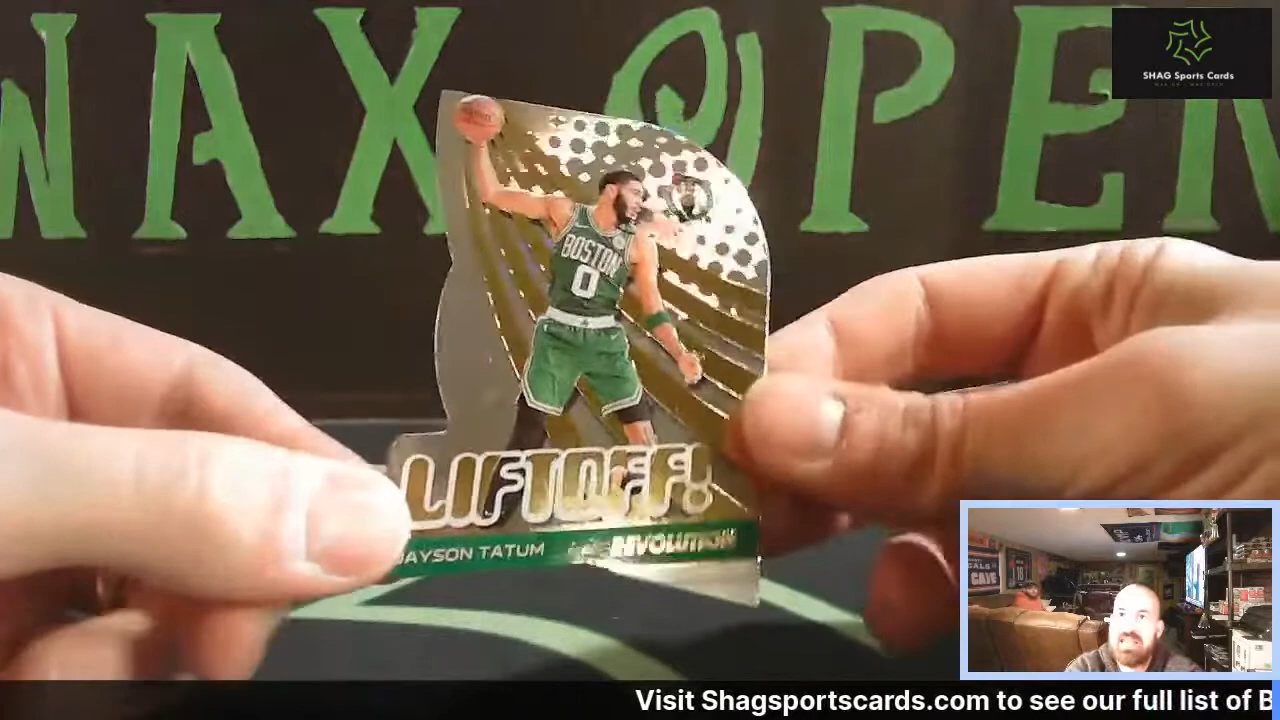 WAX OPEN
SHAG Sports Cards
BOSTON
0
LIFTOFF!
JAYSON TATUM
REVOLUTION
Visit Shagsportscards.com to see our full list of B